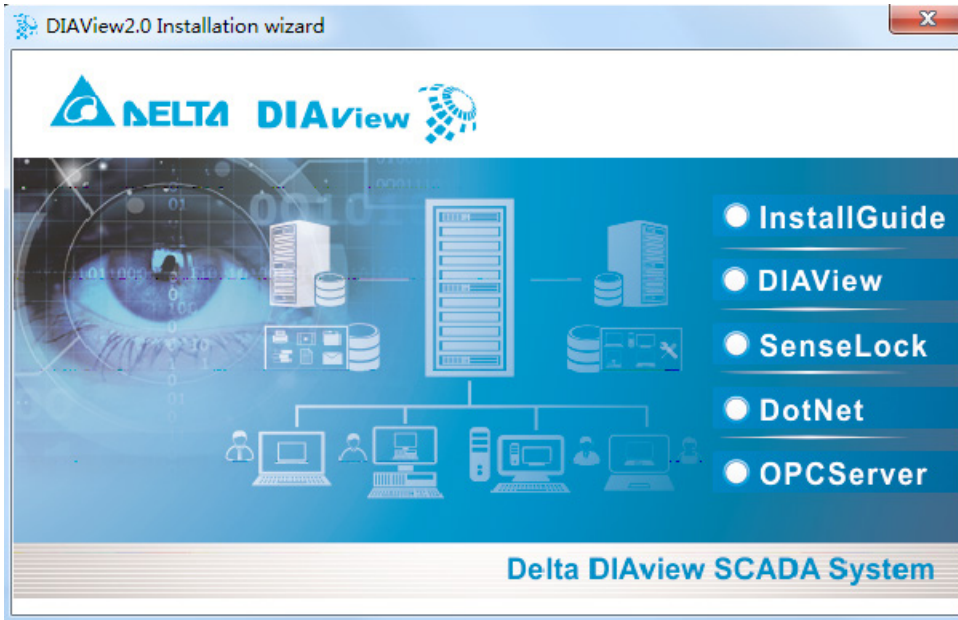 DIAView2.0 Installation wizard
DELTA DIAView
InstallGuide
DIAView
SenseLock
DotNet
OPCServer
Delta DIAview SCADA System